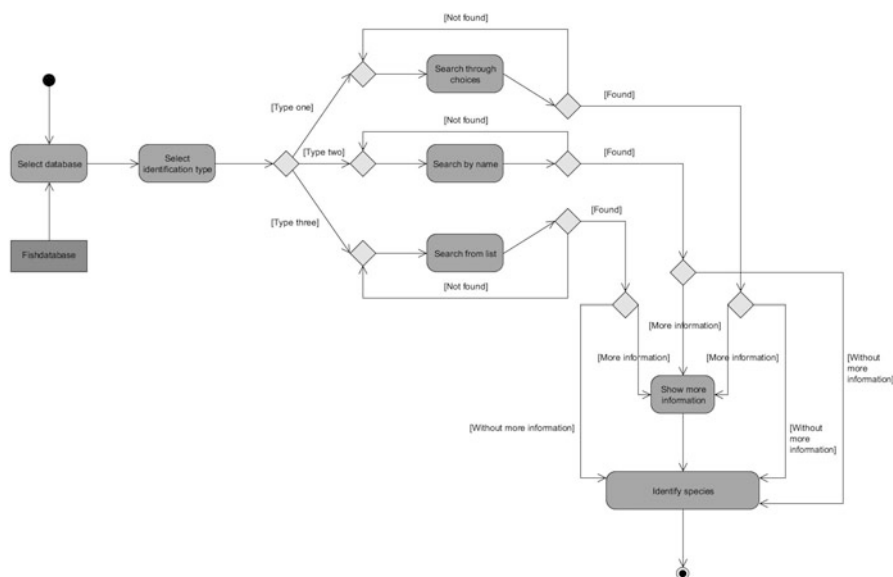 [Not found]
Search through
choices
[Type one]
[Found]
[Not found]
Select database
Select
identification type
[Type two]
Search by name
[Found]
[Type three]
[Found]
Fishdatabase
Search from list
[Not found]
[More information]
[More information]
[More information]
[Without
more
information]
Show more
information
[Without more information]
[Without
more
information]
Identify species